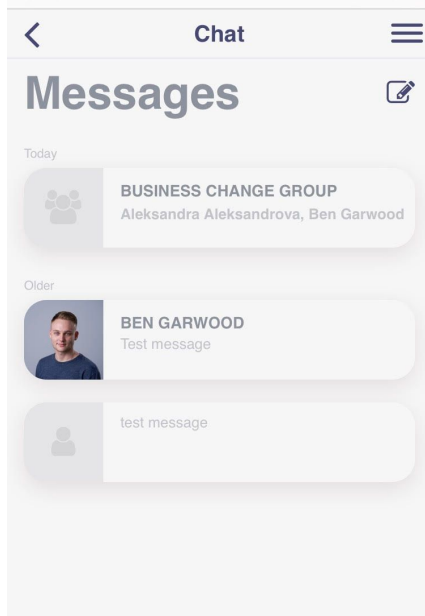 Chat
Messages
Today
BUSINESS CHANGE GROUP
Aleksandra Aleksandrova, Ben Garwood
Older
BEN GARWOOD
Test message
test message